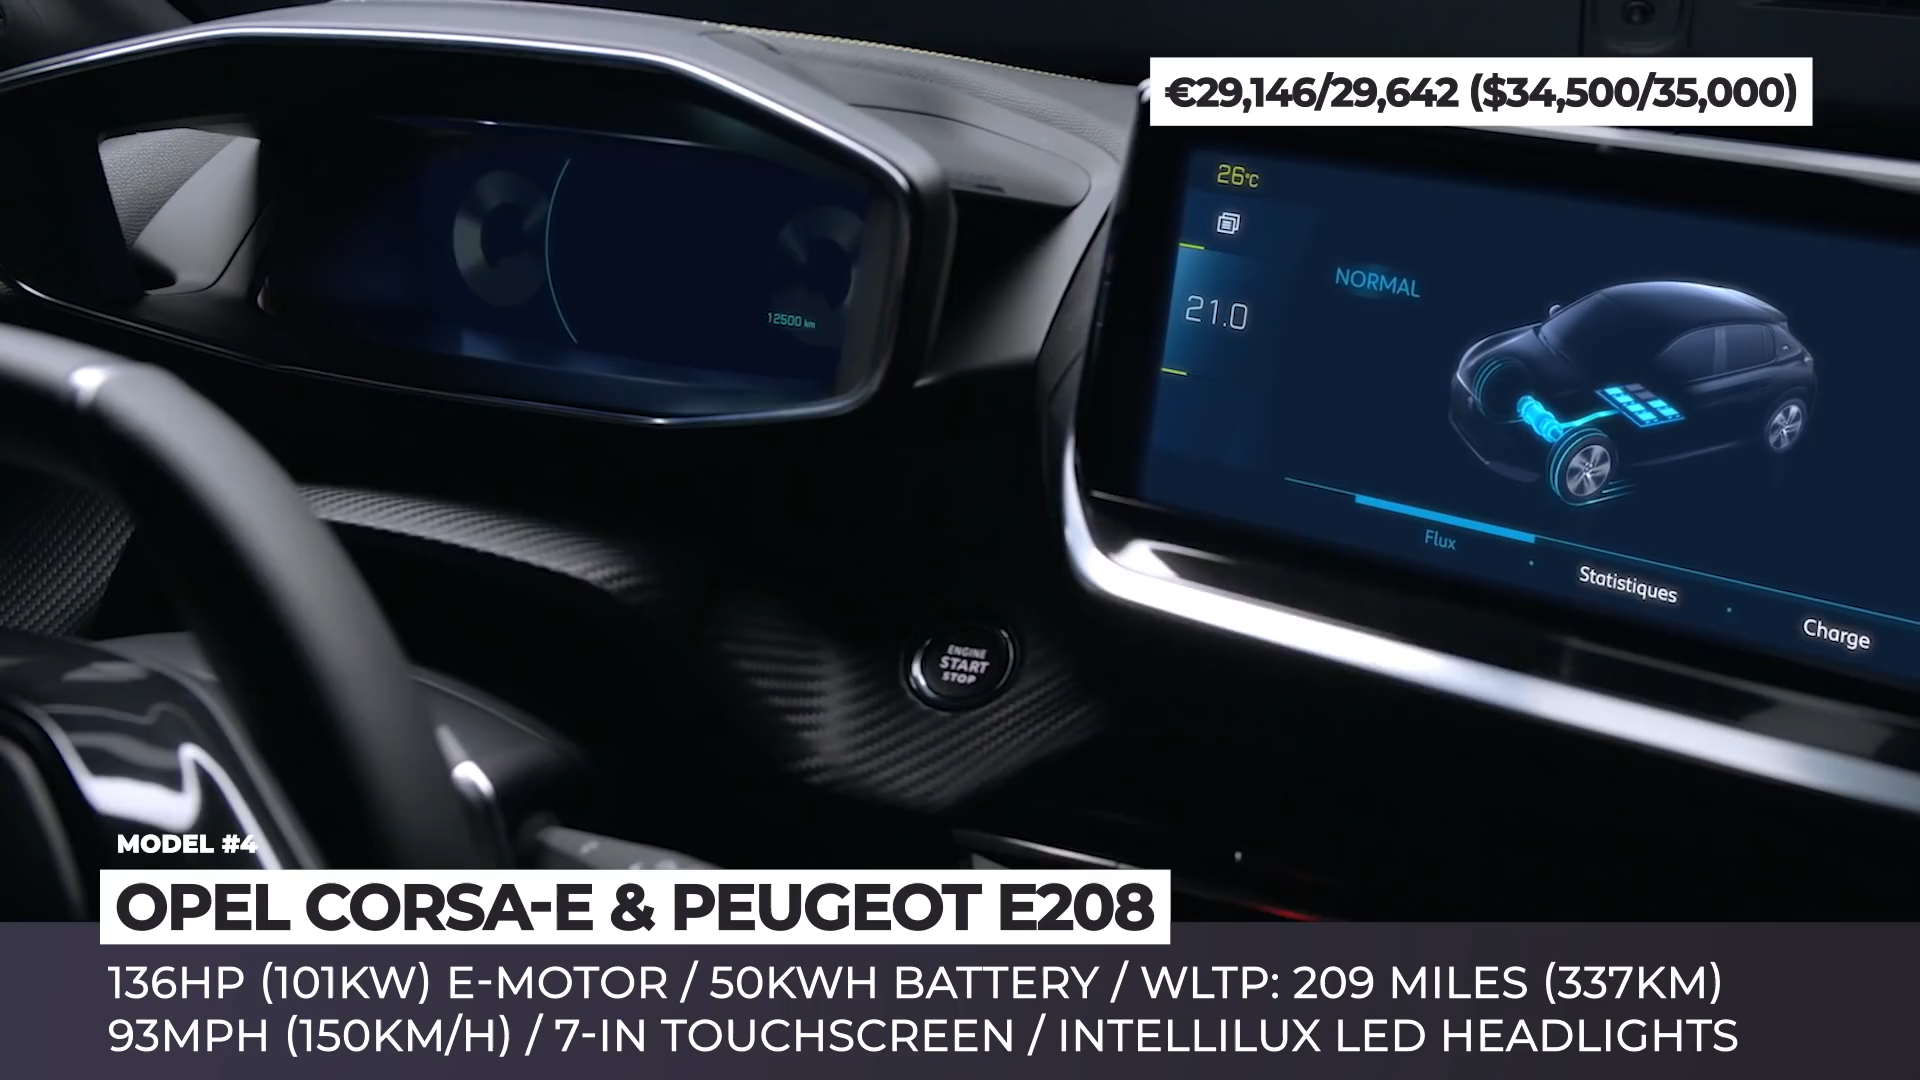 €29,146/29,642 ($34,500/35,000)
26°C
NORMAL
21.0
12500 km
Flux
Statistiques
Charge
ENGINE
START
STOP
MODEL #4
OPEL CORSA-E & PEUGEOT E208
136HP (101KW) E-MOTOR / 50KWH BATTERY / WLTP: 209 MILES (337KM)
93MPH (150KM/H) / 7-IN TOUCHSCREEN / INTELLILUX LED HEADLIGHTS